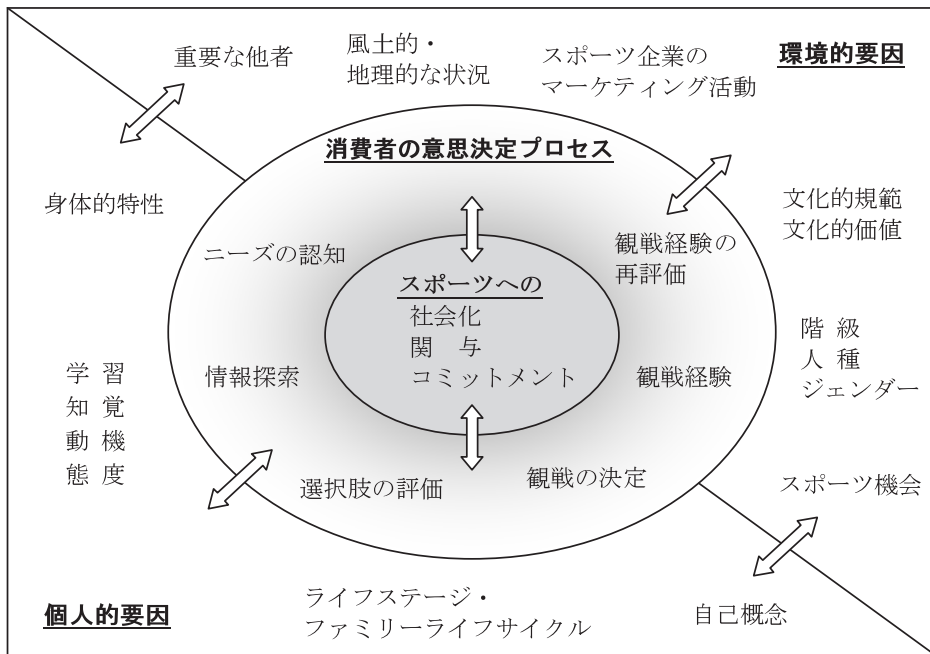 重要な他者
風土的・
地理的な状況
スポーツ企業の
マーケティング活動
環境的要因
消費者の意思決定プロセス
身体的特性
文化的規範
文化的価値
ニーズの認知
観戦経験の
再評価
スポーツへの
社会化
関　与
コミットメント
階 級
人 種
ジェンダー
学 習
知 覚
動 機
態 度
情報探索
観戦経験
選択肢の評価
観戦の決定
スポーツ機会
個人的要因
ライフステージ・
ファミリーライフサイクル
自己概念